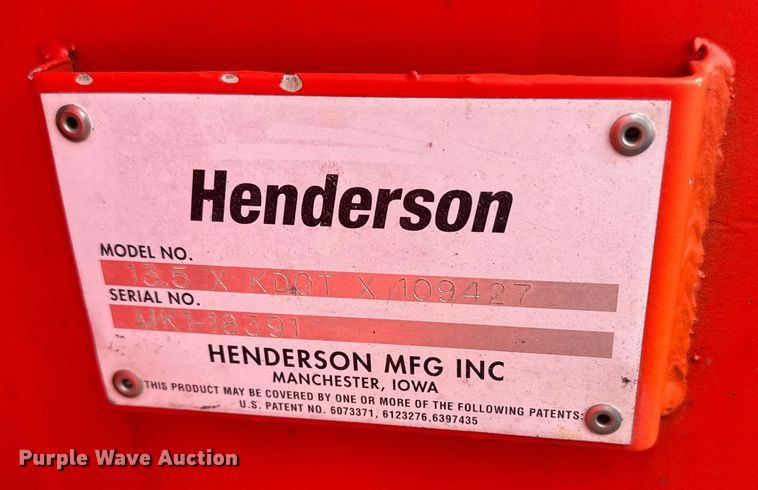 Henderson
MODEL NO.
13.5 X KDOT X 109427
SERIAL NO.
MK1-18391
HENDERSON MFG INC
MANCHESTER, IOWA
THIS PRODUCT MAY BE COVERED BY ONE OR MORE OF THE FOLLOWING PATENTS:
U.S. PATENT NO. 6073371, 6123276,6397435
Purple Wave Auction